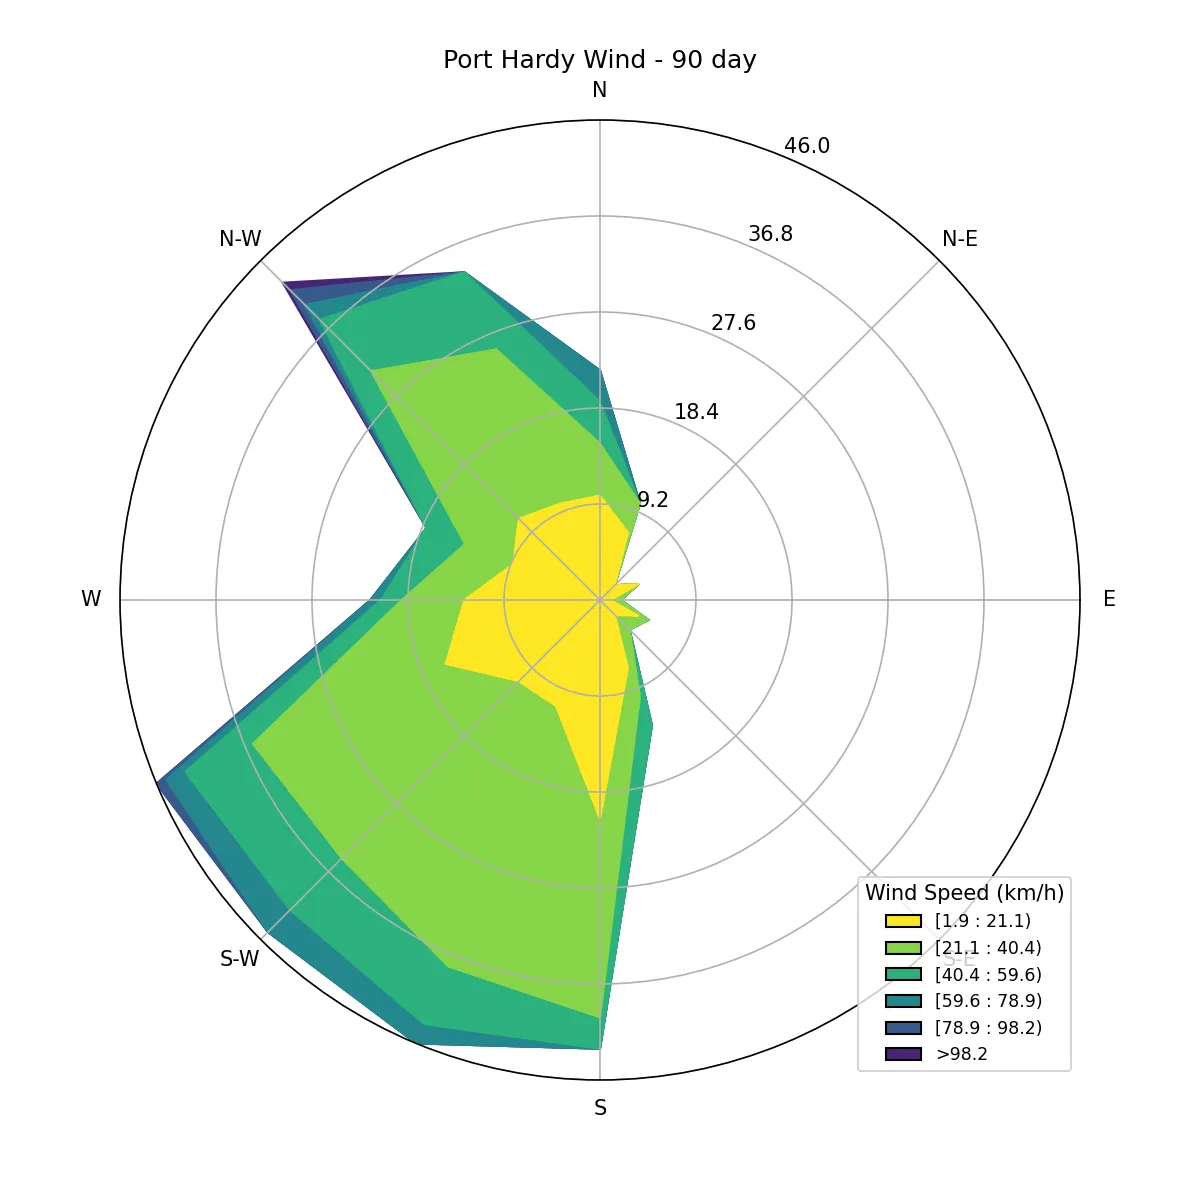 Port Hardy Wind - 90 day
N
46.0
N-W
36.8
N-E
27.6
18.4
9.2
W
E
S-W
S-E
S
Wind Speed (km/h)
[1.9 : 21.1)
[21.1 : 40.4)
[40.4 : 59.6)
[59.6 : 78.9)
[78.9 : 98.2)
>98.2